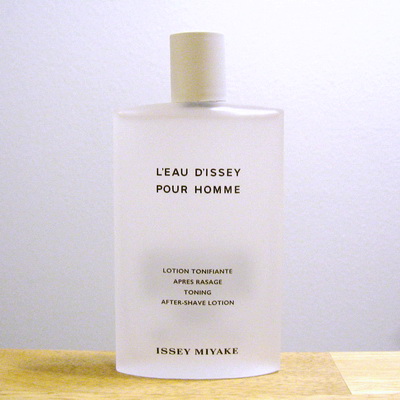 L'EAU D'ISSEY
POUR HOMME
LOTION TONIFIANTE
APRES RASAGE
TONING
AFTER-SHAVE LOTION
ISSEY MIYAKE